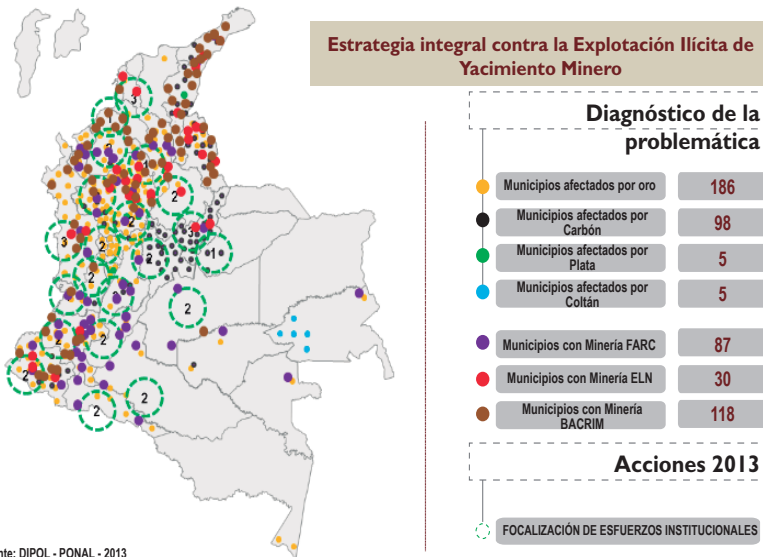 Estrategia integral contra la Explotación Ilícita de
Yacimiento Minero
Diagnóstico de la
problemática
Municipios afectados por oro 186
Municipios afectados por
Carbón 98
Municipios afectados por
Plata 5
Municipios afectados por
Coltán 5
Municipios con Minería FARC 87
Municipios con Minería ELN 30
Municipios con Minería
BACRIM 118
Acciones 2013
FOCALIZACIÓN DE ESFUERZOS INSTITUCIONALES
3
1
2
2
3
2
2
2
1
2
2
2
2
2
2
2
nte: DIPOL - PONAL - 2013